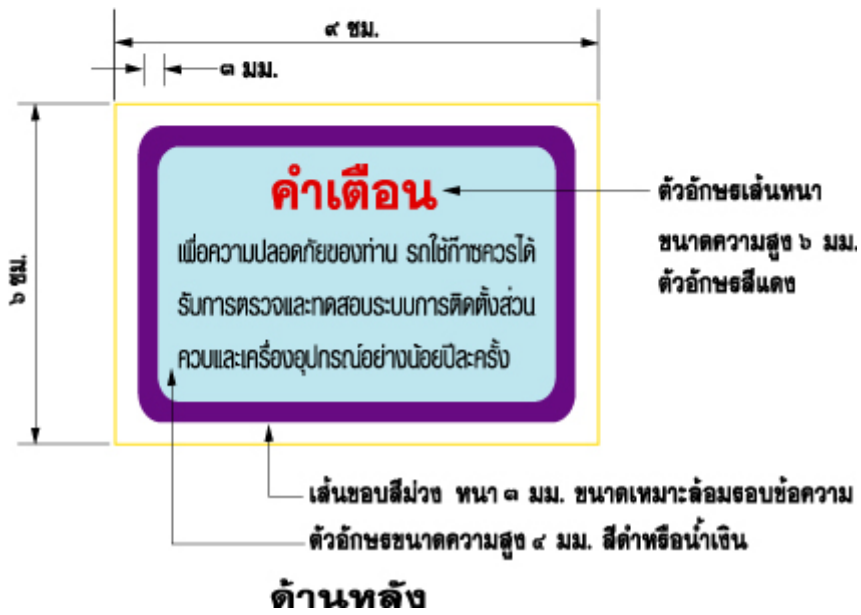 ๙ ซม.
๓ มม.
๖ ซม.
คำเตือน
เพื่อความปลอดภัยของท่าน รถใช้ก๊าซควรได้
รับการตรวจและทดสอบระบบการติดตั้งส่วน
ควบและเครื่องอุปกรณ์อย่างน้อยปีละครั้ง
ตัวอักษรเส้นหนา
ขนาดความสูง ๖ มม.
ตัวอักษรสีแดง
เส้นขอบสีม่วง หนา ๓ มม. ขนาดเหมาะล้อมรอบข้อความ
ตัวอักษรขนาดความสูง ๔ มม. สีดำหรือน้ำเงิน
ด้านหลัง